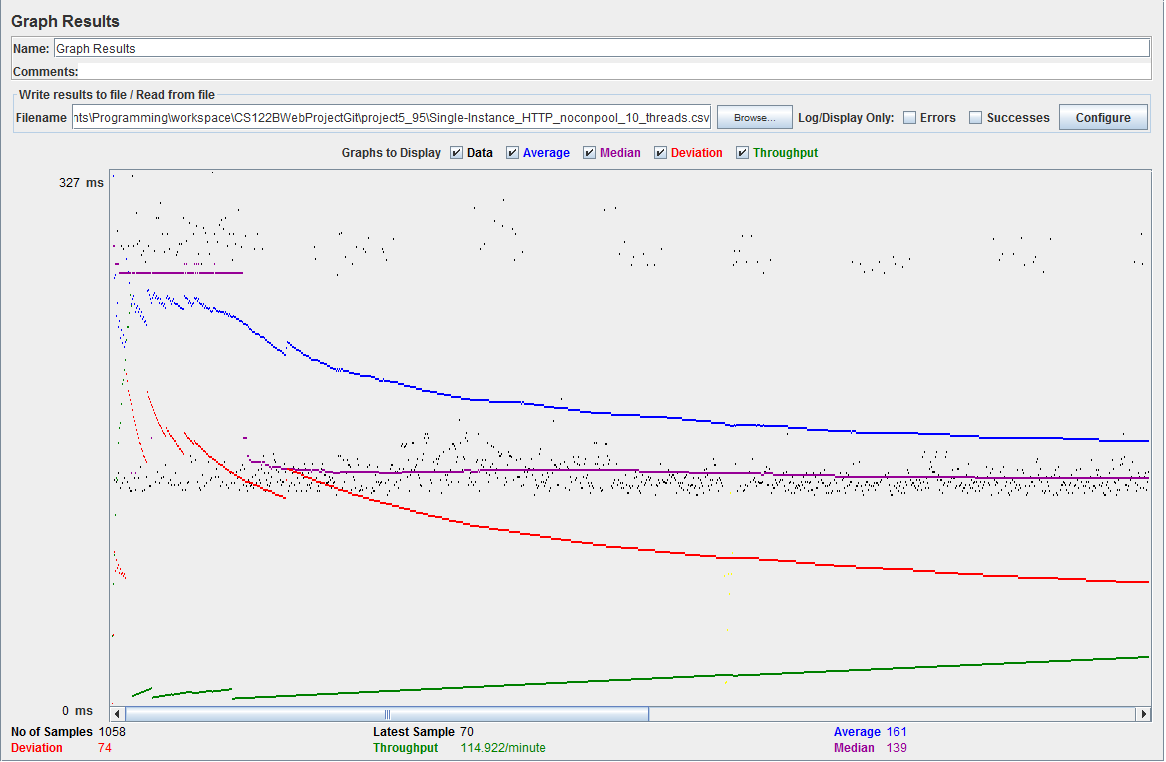 Graph Results
Name: Graph Results
Comments:
Write results to file / Read from file
Filename nts\Programming\workspace\CS122BWebProjectGit\project5_95\Single-Instance_HTTP_noconpool_10_threads.csv Browse... Log/Display Only: Errors Successes Configure
Graphs to Display Data Average Median Deviation Throughput
327 ms
0 ms
No of Samples 1058 Latest Sample 70 Average 161
Deviation 74 Throughput 114.922/minute Median 139